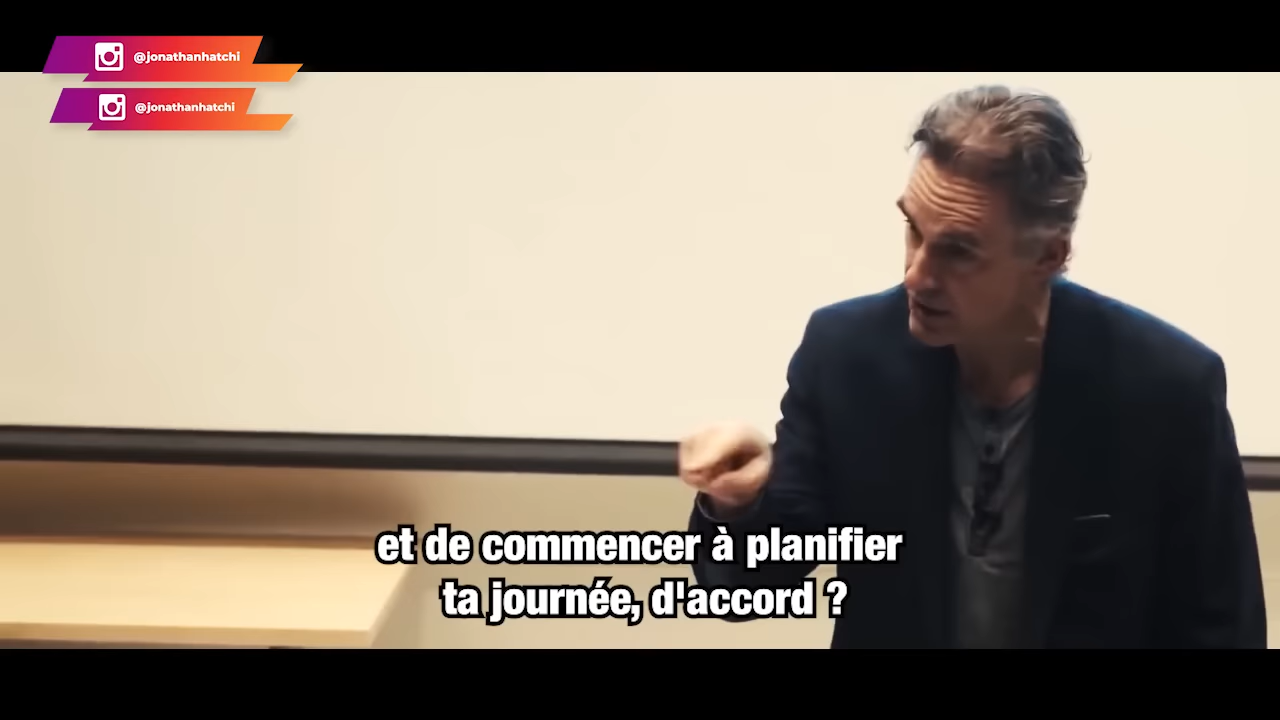 @jonathanhatchi
@jonathanhatchi
et de commencer à planifier
ta journée, d'accord ?